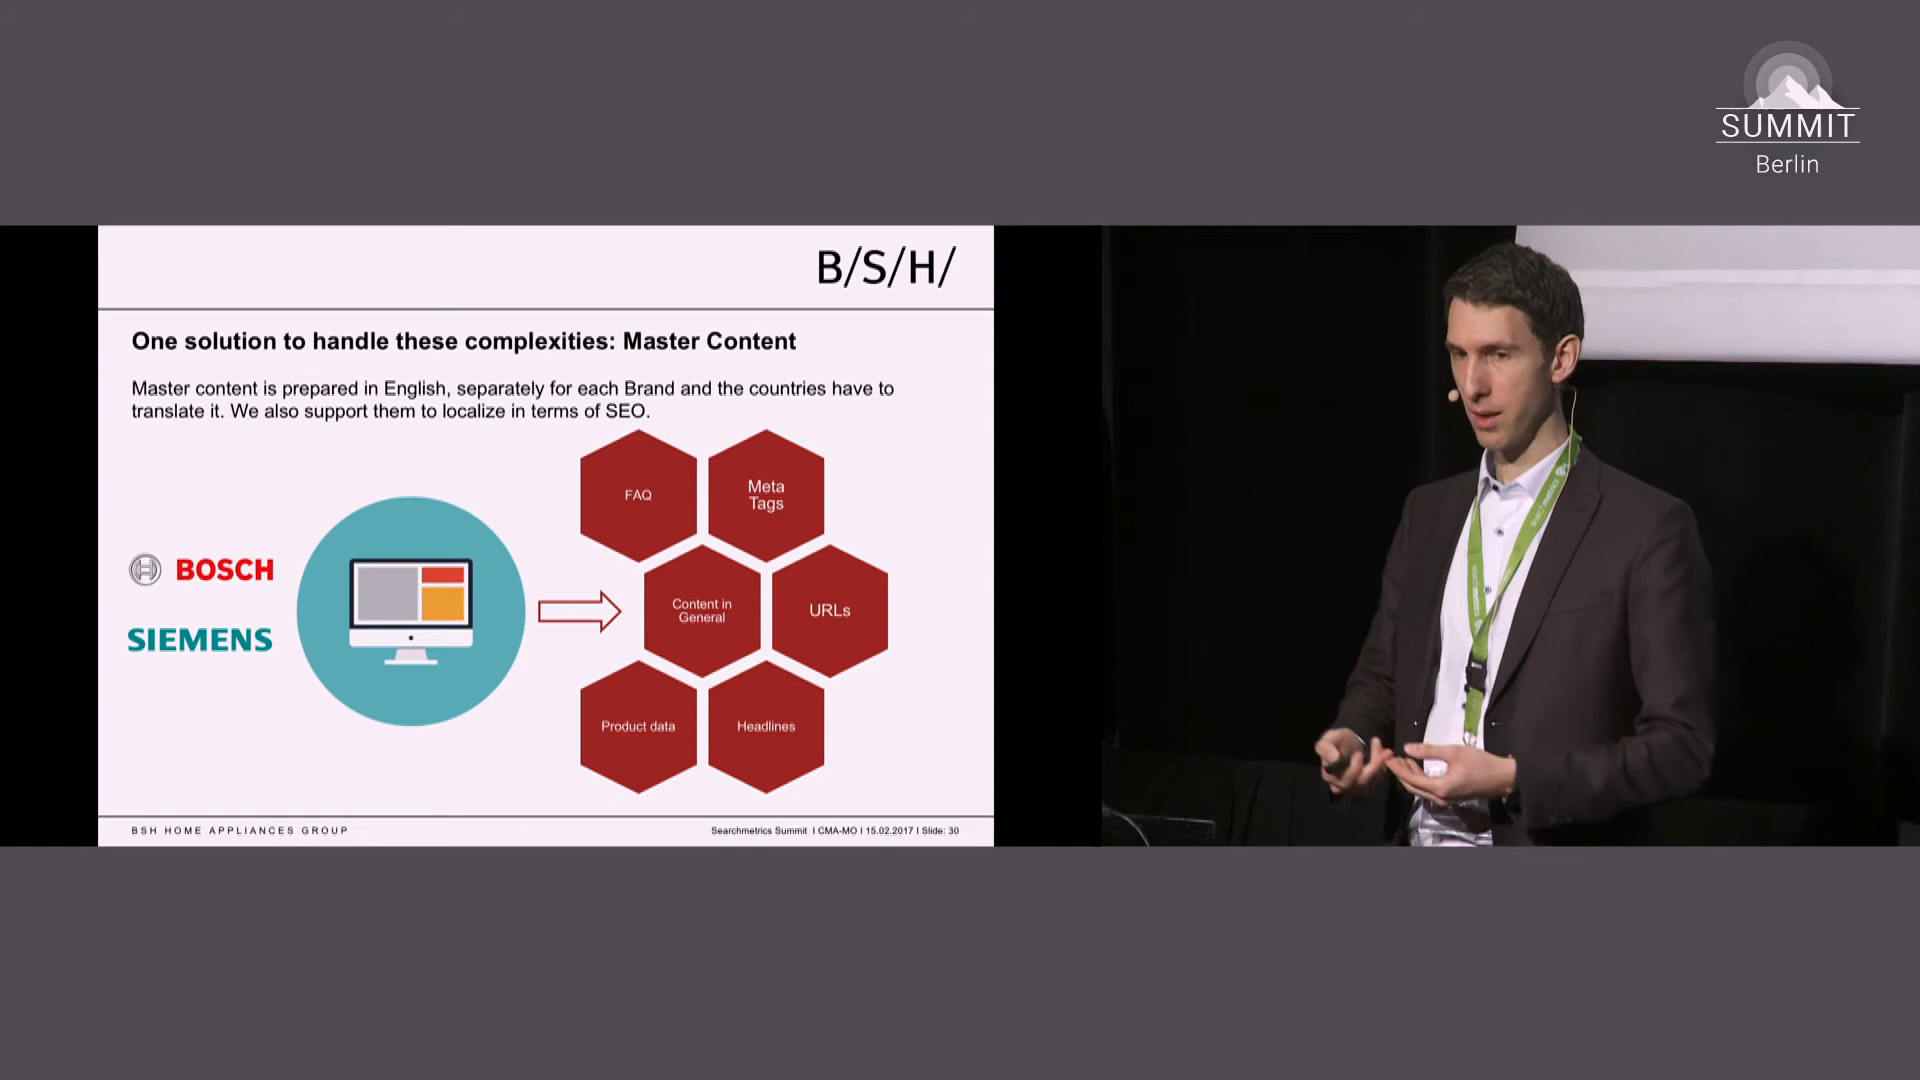 SUMMIT
Berlin
B/S/H/
One solution to handle these complexities: Master Content
Master content is prepared in English, separately for each Brand and the countries have to
translate it. We also support them to localize in terms of SEO.
FAQ
Meta
Tags
BOSCH
SIEMENS
Content in
General
URLs
Product data
Headlines
BSH HOME APPLIANCES GROUP
Searchmetrics Summit I CMA-MO I 15.02.2017 I Slide: 30